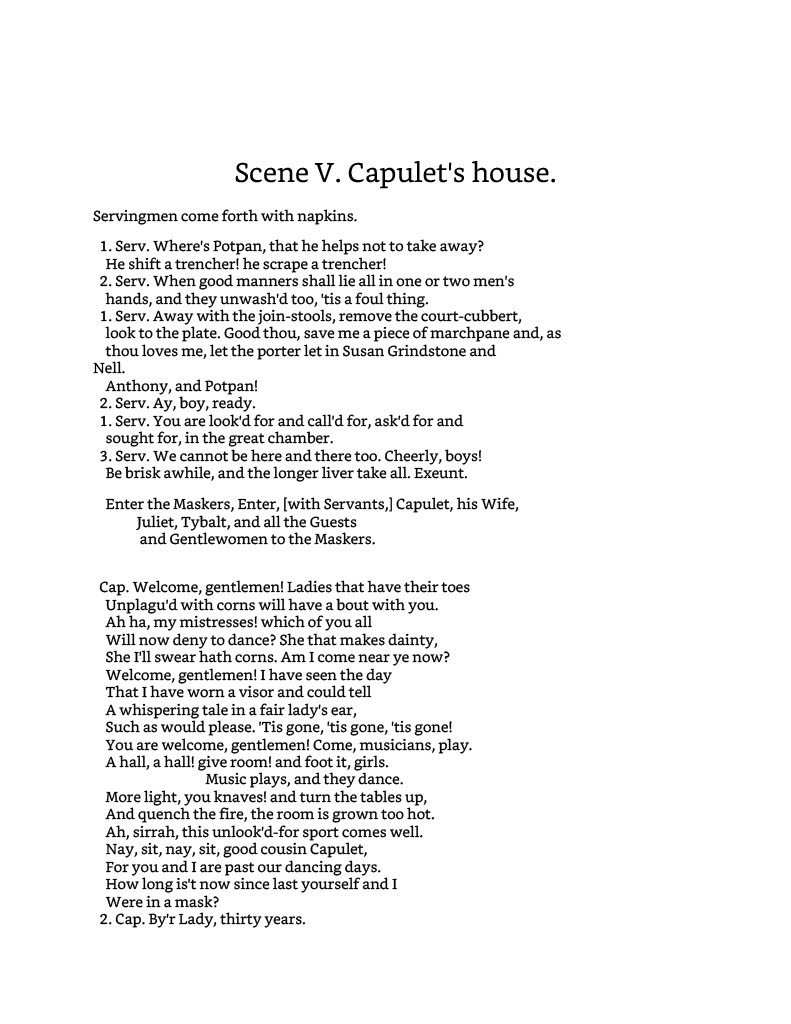 Scene V. Capulet's house.
Servingmen come forth with napkins.
1. Serv. Where's Potpan, that he helps not to take away?
He shift a trencher! he scrape a trencher!
2. Serv. When good manners shall lie all in one or two men's
hands, and they unwash'd too, 'tis a foul thing.
1. Serv. Away with the join-stools, remove the court-cubbert,
look to the plate. Good thou, save me a piece of marchpane and, as
thou loves me, let the porter let in Susan Grindstone and
Nell.
Anthony, and Potpan!
2. Serv. Ay, boy, ready.
1. Serv. You are look'd for and call'd for, ask'd for and
sought for, in the great chamber.
3. Serv. We cannot be here and there too. Cheerly, boys!
Be brisk awhile, and the longer liver take all. Exeunt.
Enter the Maskers, Enter, [with Servants,] Capulet, his Wife,
Juliet, Tybalt, and all the Guests
and Gentlewomen to the Maskers.
Cap. Welcome, gentlemen! Ladies that have their toes
Unplagu'd with corns will have a bout with you.
Ah ha, my mistresses! which of you all
Will now deny to dance? She that makes dainty,
She I'll swear hath corns. Am I come near ye now?
Welcome, gentlemen! I have seen the day
That I have worn a visor and could tell
A whispering tale in a fair lady's ear,
Such as would please. 'Tis gone, 'tis gone, 'tis gone!
You are welcome, gentlemen! Come, musicians, play.
A hall, a hall! give room! and foot it, girls.
Music plays, and they dance.
More light, you knaves! and turn the tables up,
And quench the fire, the room is grown too hot.
Ah, sirrah, this unlook'd-for sport comes well.
Nay, sit, nay, sit, good cousin Capulet,
For you and I are past our dancing days.
How long is't now since last yourself and I
Were in a mask?
2. Cap. By'r Lady, thirty years.